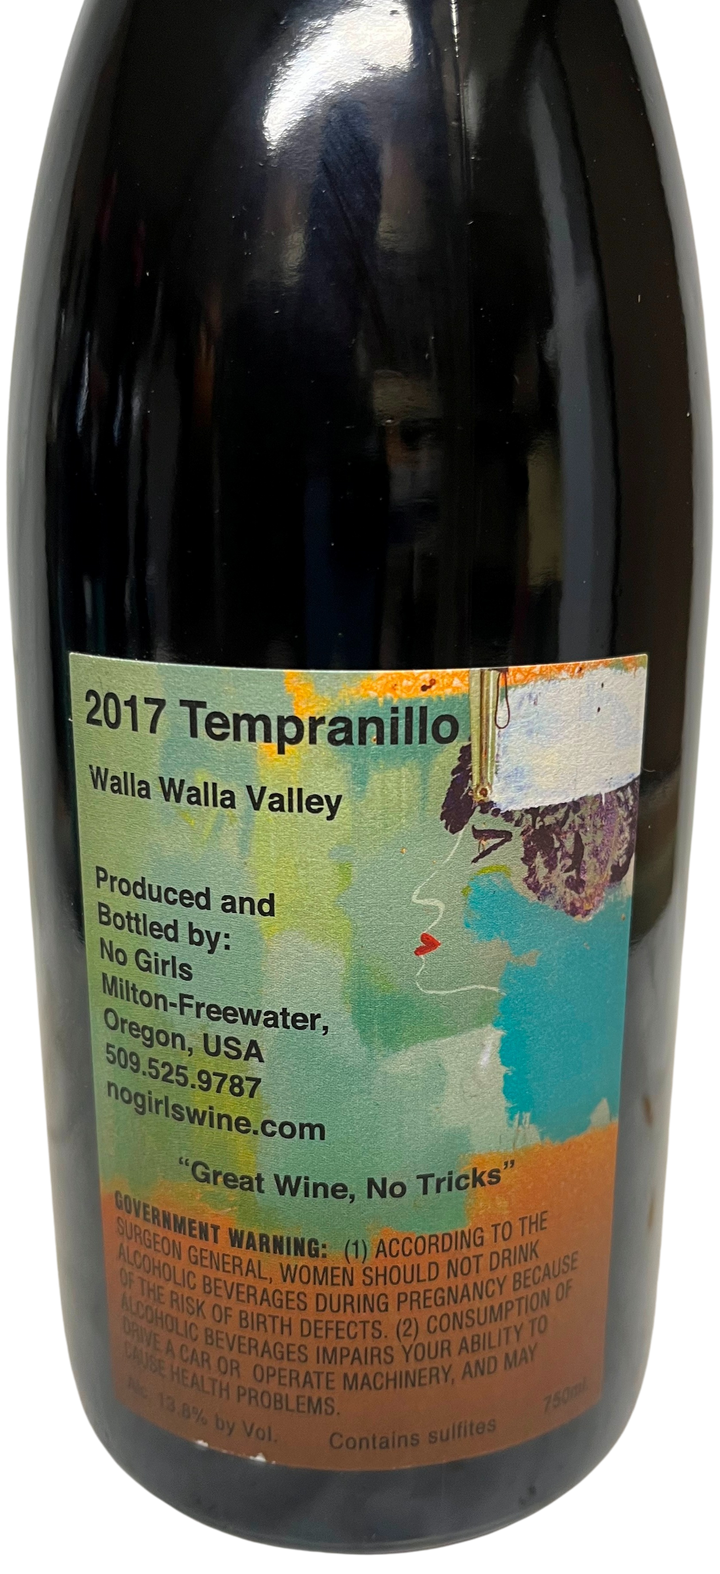 2017 Tempranillo
Walla Walla Valley
Produced and
Bottled by:
No Girls
Milton-Freewater,
Oregon, USA
509.525.9787
nogirlswine.com
“Great Wine, No Tricks”
GOVERNMENT WARNING: (1) ACCORDING TO THE
SURGEON GENERAL, WOMEN SHOULD NOT DRINK
ALCOHOLIC BEVERAGES DURING PREGNANCY BECAUSE
OF THE RISK OF BIRTH DEFECTS. (2) CONSUMPTION OF
ALCOHOLIC BEVERAGES IMPAIRS YOUR ABILITY TO
DRIVE A CAR OR OPERATE MACHINERY, AND MAY
CAUSE HEALTH PROBLEMS.
Alc. 13.8% by Vol. Contains sulfites 750ml